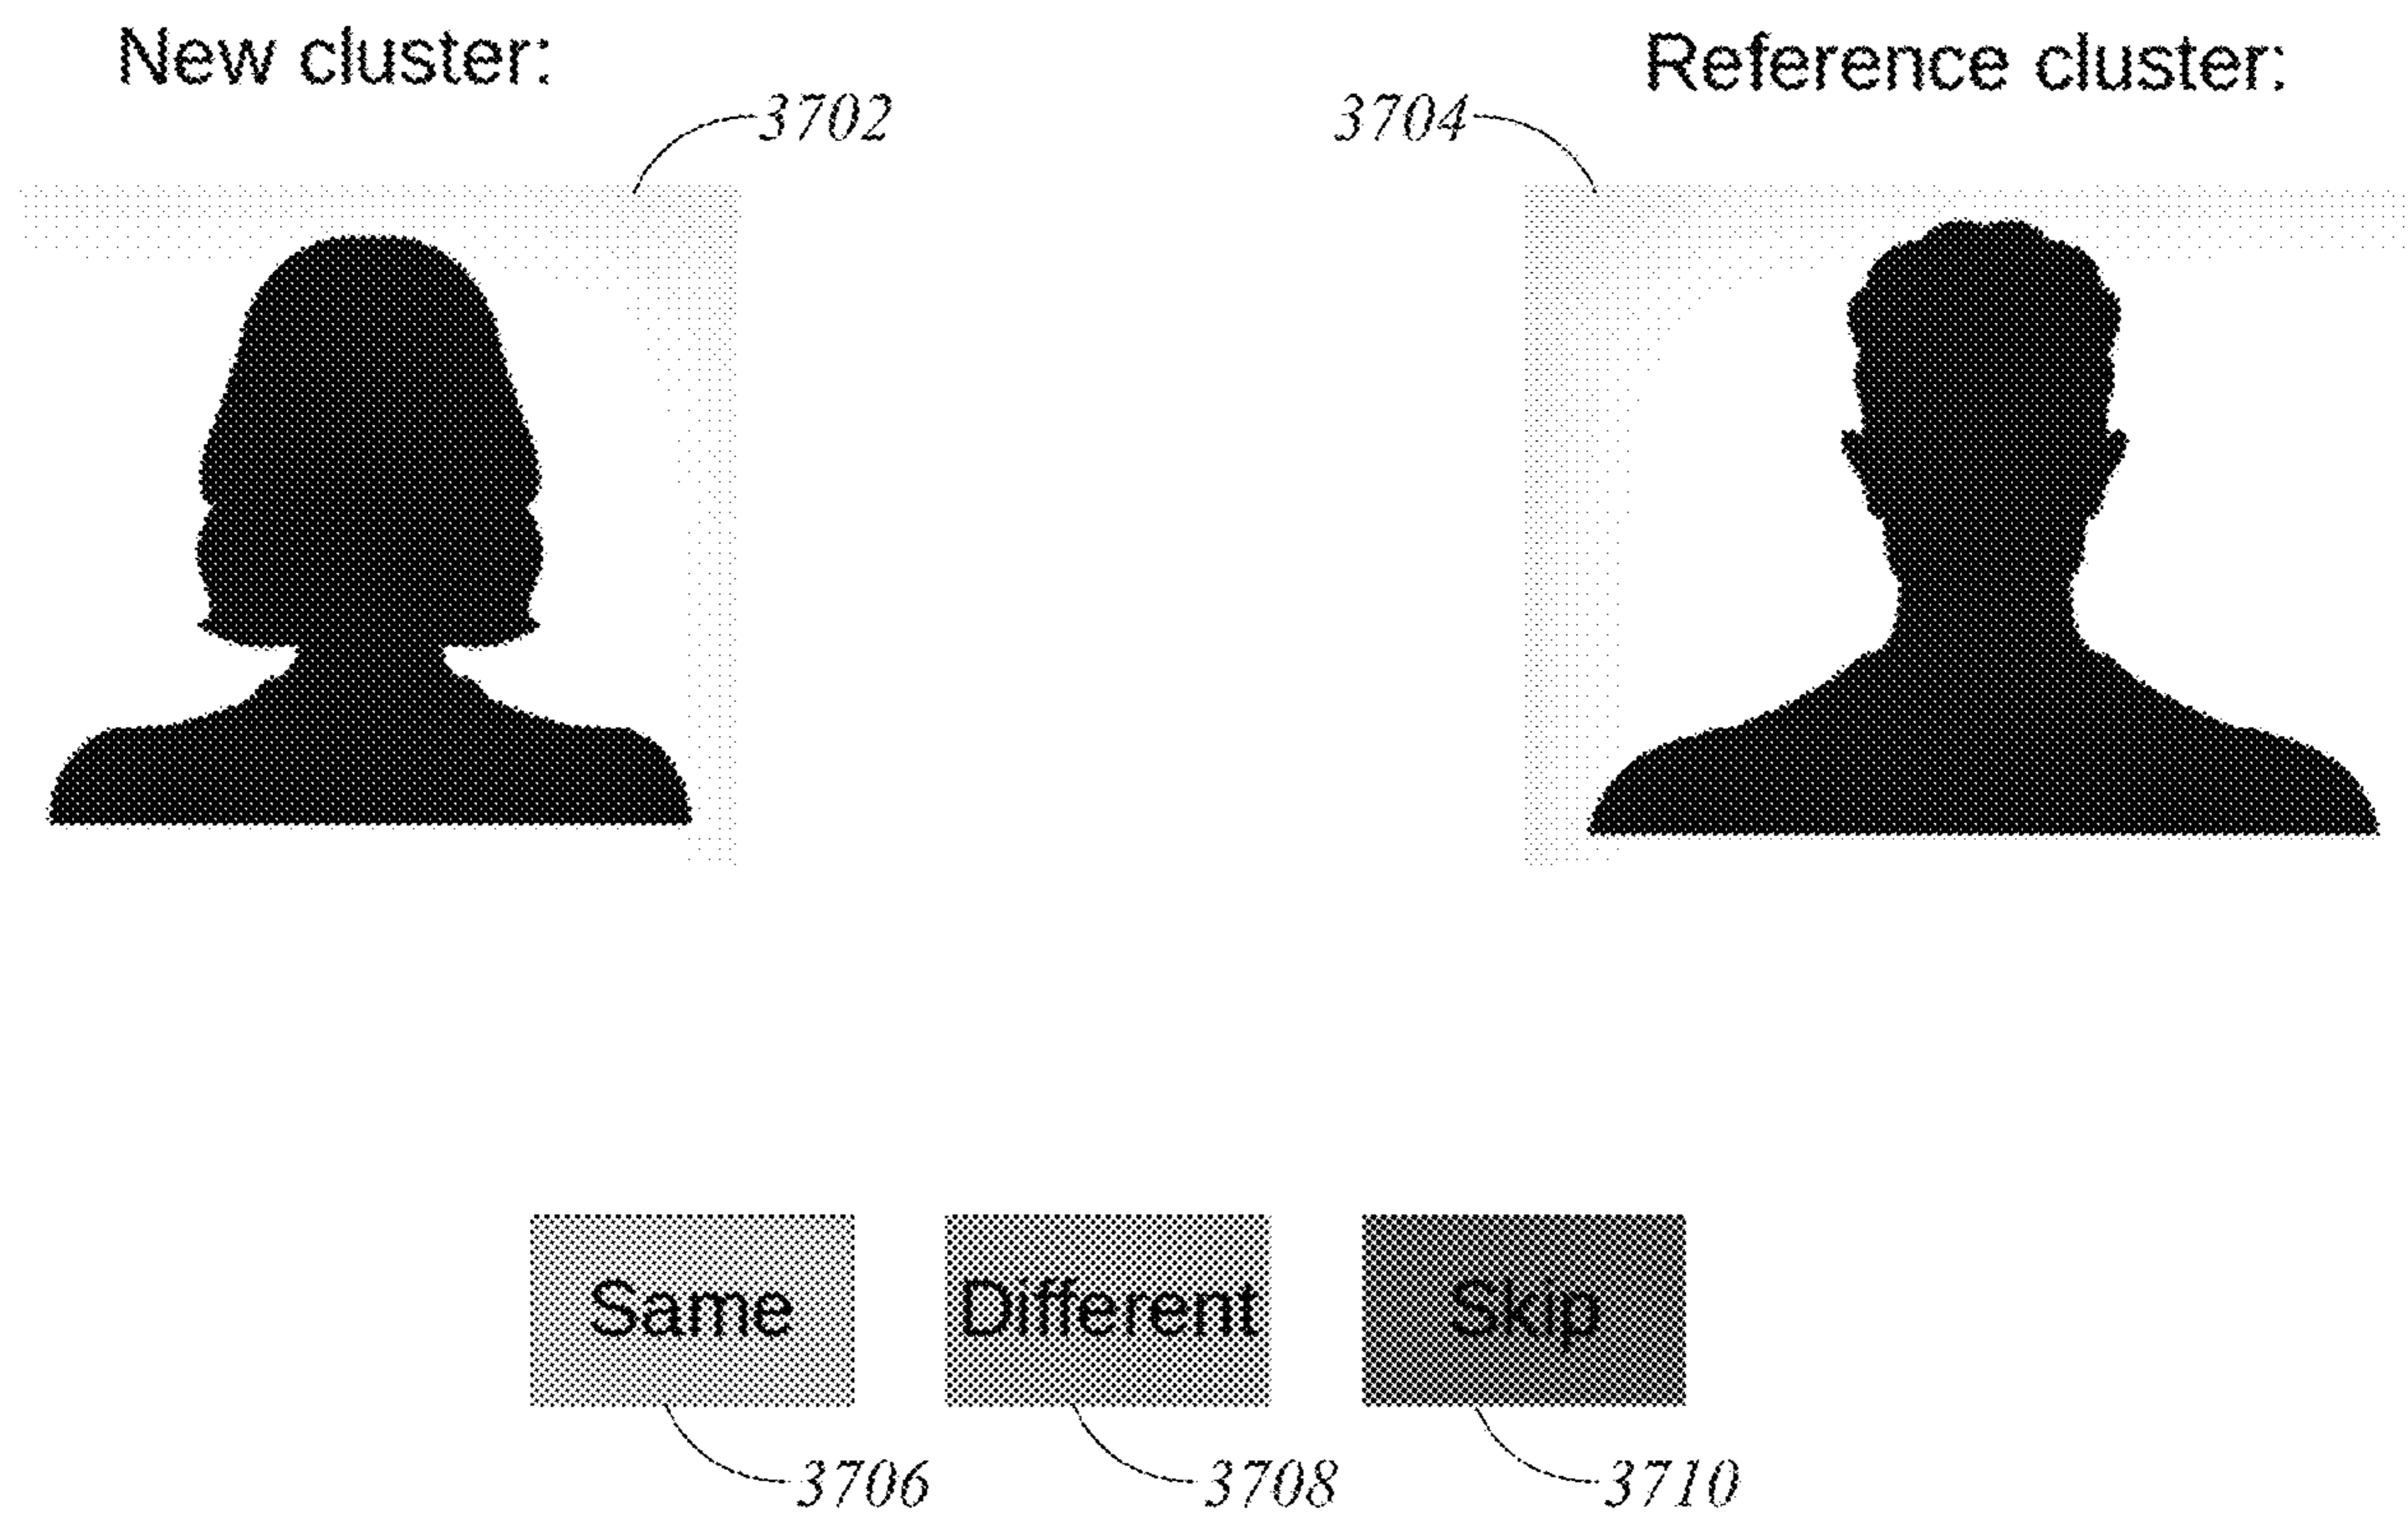 New cluster:
Reference cluster:
3702
3704
Same
Different
Skip
3706
3708
3710